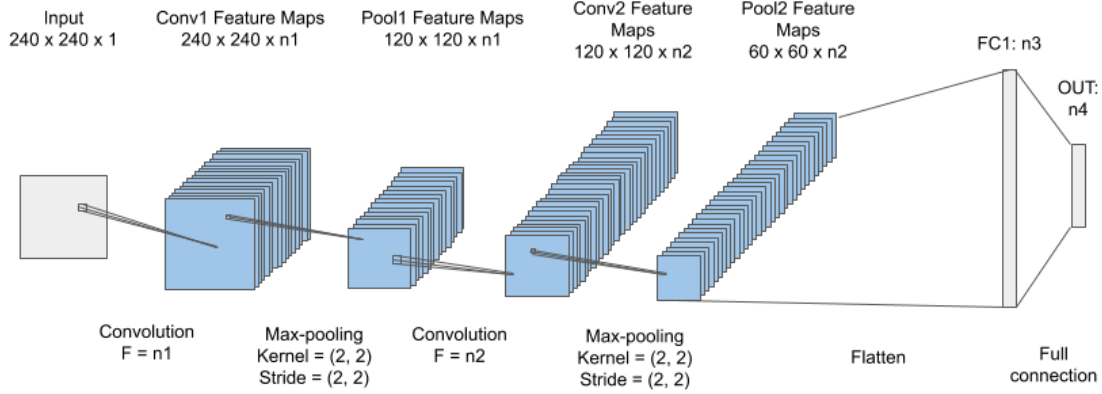 Input
240 x 240 x 1
Conv1 Feature Maps
240 x 240 x n1
Pool1 Feature Maps
120 x 120 x n1
Conv2 Feature
Maps
120 x 120 x n2
Pool2 Feature
Maps
60 x 60 x n2
FC1: n3
OUT:
n4
Convolution
F = n1
Max-pooling
Kernel = (2, 2)
Stride = (2, 2)
Convolution
F = n2
Max-pooling
Kernel = (2, 2)
Stride = (2, 2)
Flatten
Full
connection